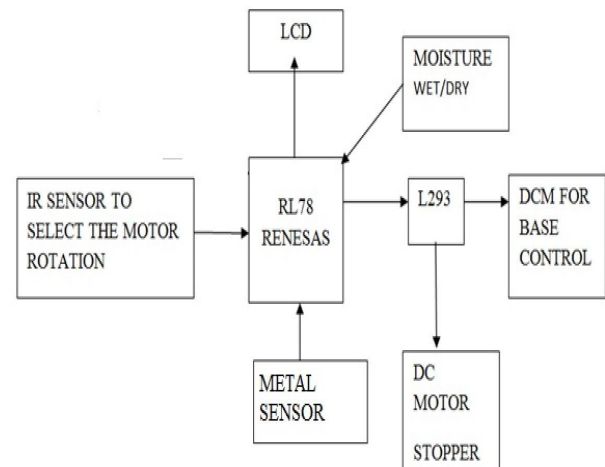 LCD
MOISTURE
WET/DRY
IR SENSOR TO
SELECT THE MOTOR
ROTATION
RL78
RENESAS
L293
DCM FOR
BASE
CONTROL
METAL
SENSOR
DC
MOTOR
STOPPER